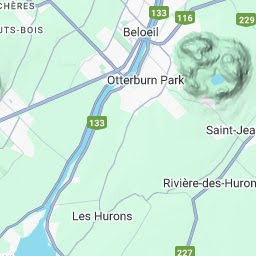 CHÈRES
133
116
229
UTS-BOIS
Beloeil
Otterburn Park
133
Saint-Jea
Rivière-des-Huron
Les Hurons
227